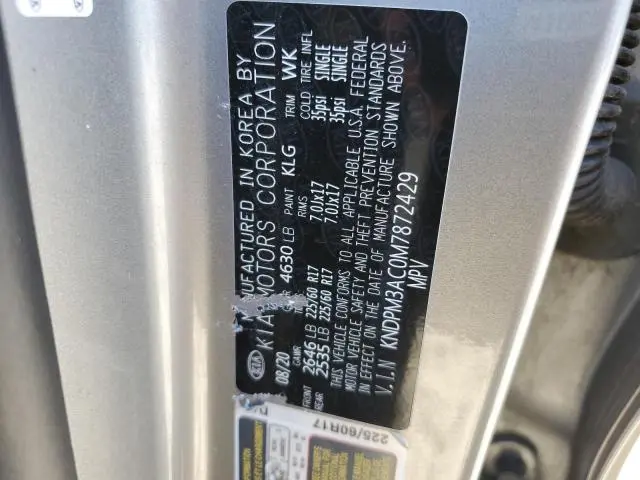 MANUFACTURED IN KOREA BY
KIA MOTORS CORPORATION
KIA
08/20 4630 LB PAINT KLG TRIM WK
GAWR RIMS COLD TIRE INFL
FRONT 2646 LB 225/60 R17 7.0Jx17 35psi SINGLE
REAR 2535 LB 225/60 R17 7.0Jx17 35psi SINGLE
THIS VEHICLE CONFORMS TO ALL APPLICABLE U.S.A. FEDERAL
MOTOR VEHICLE SAFETY AND THEFT PREVENTION STANDARDS
IN EFFECT ON THE DATE OF MANUFACTURE SHOWN ABOVE.
V.I.N KNDPM3AC0M7872429
MPV
225/60R17
INFORMATION